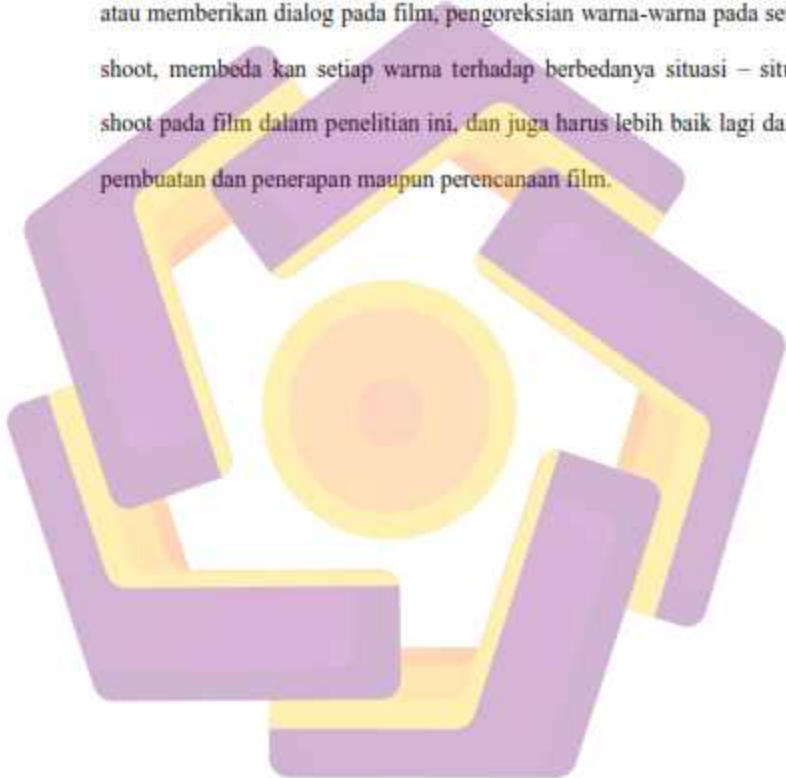 atau memberikan dialog pada film, pengoreksian warna-warna pada se
shoot, membeda kan setiap warna terhadap berbedanya situasi – situ
shoot pada film dalam penelitian ini, dan juga harus lebih baik lagi da
pembuatan dan penerapan maupun perencanaan film.